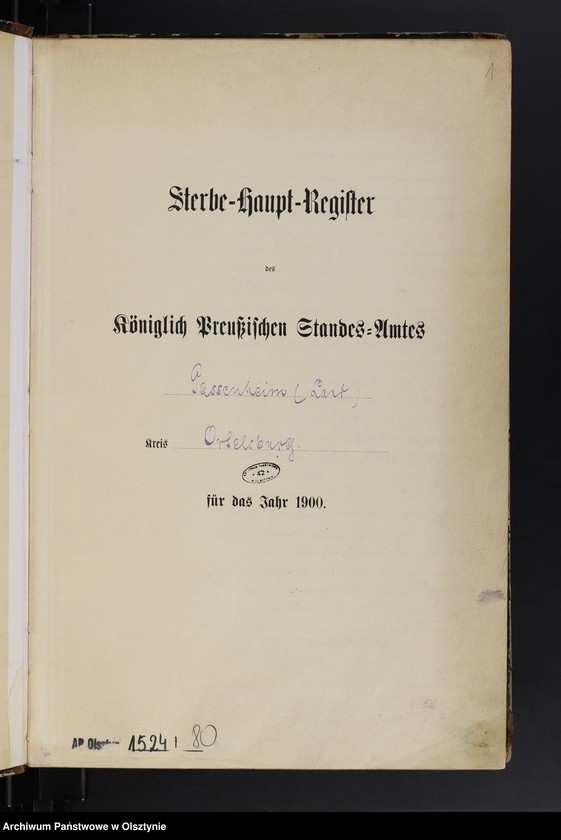 1
Sterbe-Haupt-Register
des
Königlich Preußischen Standes-Amtes
Passenheim (Land)
Kreis Ortelsburg.
für das Jahr 1900.
AP Olsztyn 1524 | 80
Archiwum Państwowe w Olsztynie